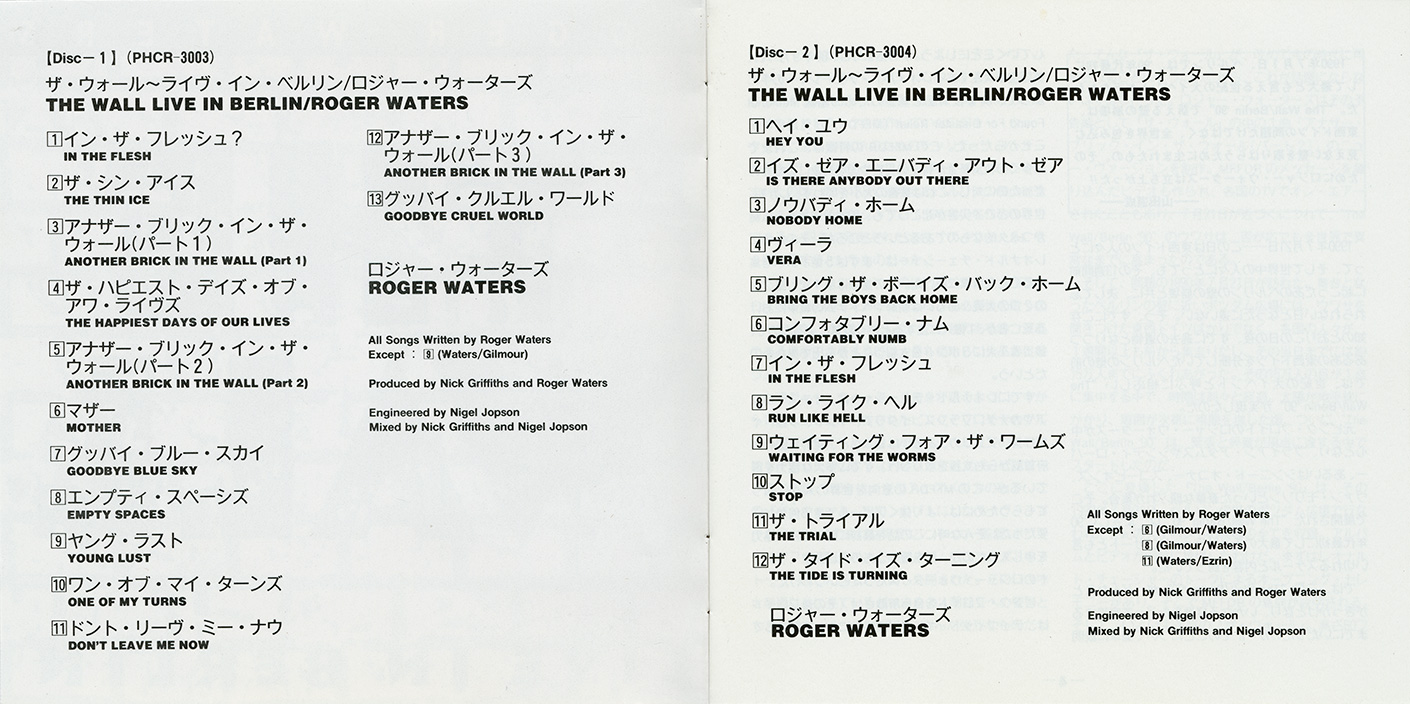 【Disc－1】(PHCR-3003)
ザ・ウォール～ライヴ・イン・ベルリン/ロジャー・ウォーターズ
THE WALL LIVE IN BERLIN/ROGER WATERS
1 イン・ザ・フレッシュ？
IN THE FLESH
2 ザ・シン・アイス
THE THIN ICE
3 アナザー・ブリック・イン・ザ・
ウォール(パート1)
ANOTHER BRICK IN THE WALL (Part 1)
4 ザ・ハピエスト・デイズ・オブ・
アワ・ライヴズ
THE HAPPIEST DAYS OF OUR LIVES
5 アナザー・ブリック・イン・ザ・
ウォール(パート2)
ANOTHER BRICK IN THE WALL (Part 2)
6 マザー
MOTHER
7 グッバイ・ブルー・スカイ
GOODBYE BLUE SKY
8 エンプティ・スペーシズ
EMPTY SPACES
9 ヤング・ラスト
YOUNG LUST
10 ワン・オブ・マイ・ターンズ
ONE OF MY TURNS
11 ドント・リーヴ・ミー・ナウ
DON'T LEAVE ME NOW
12 アナザー・ブリック・イン・ザ・
ウォール(パート3)
ANOTHER BRICK IN THE WALL (Part 3)
13 グッバイ・クルエル・ワールド
GOODBYE CRUEL WORLD
ロジャー・ウォーターズ
ROGER WATERS
All Songs Written by Roger Waters
Except : 9 (Waters/Gilmour)
Produced by Nick Griffiths and Roger Waters
Engineered by Nigel Jopson
Mixed by Nick Griffiths and Nigel Jopson
【Disc－2】(PHCR-3004)
ザ・ウォール～ライヴ・イン・ベルリン/ロジャー・ウォーターズ
THE WALL LIVE IN BERLIN/ROGER WATERS
1 ヘイ・ユウ
HEY YOU
2 イズ・ゼア・エニバディ・アウト・ゼア
IS THERE ANYBODY OUT THERE
3 ノウバディ・ホーム
NOBODY HOME
4 ヴィーラ
VERA
5 ブリング・ザ・ボーイズ・バック・ホーム
BRING THE BOYS BACK HOME
6 コンフォタブリー・ナム
COMFORTABLY NUMB
7 イン・ザ・フレッシュ
IN THE FLESH
8 ラン・ライク・ヘル
RUN LIKE HELL
9 ウェイティング・フォア・ザ・ワームズ
WAITING FOR THE WORMS
10 ストップ
STOP
11 ザ・トライアル
THE TRIAL
12 ザ・タイド・イズ・ターニング
THE TIDE IS TURNING
ロジャー・ウォーターズ
ROGER WATERS
All Songs Written by Roger Waters
Except : 6 (Gilmour/Waters)
8 (Gilmour/Waters)
11 (Waters/Ezrin)
Produced by Nick Griffiths and Roger Waters
Engineered by Nigel Jopson
Mixed by Nick Griffiths and Nigel Jopson